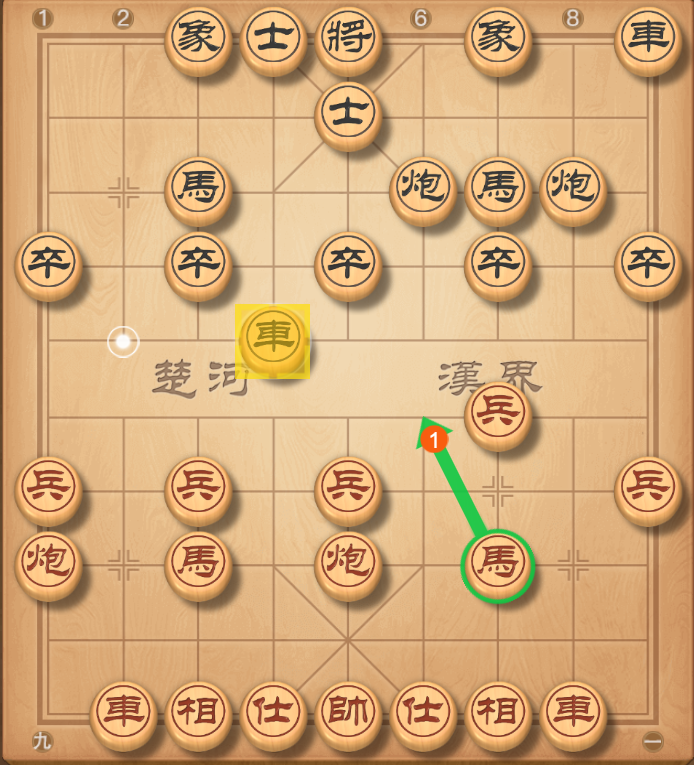 1 2 象 士 將 6 象 8 車
士
馬 炮 馬 炮
卒 卒 卒 卒 卒
車
楚河 漢界
兵
1
兵 兵 兵 兵
炮 馬 炮 馬
車 相 仕 帥 仕 相 車
九 一